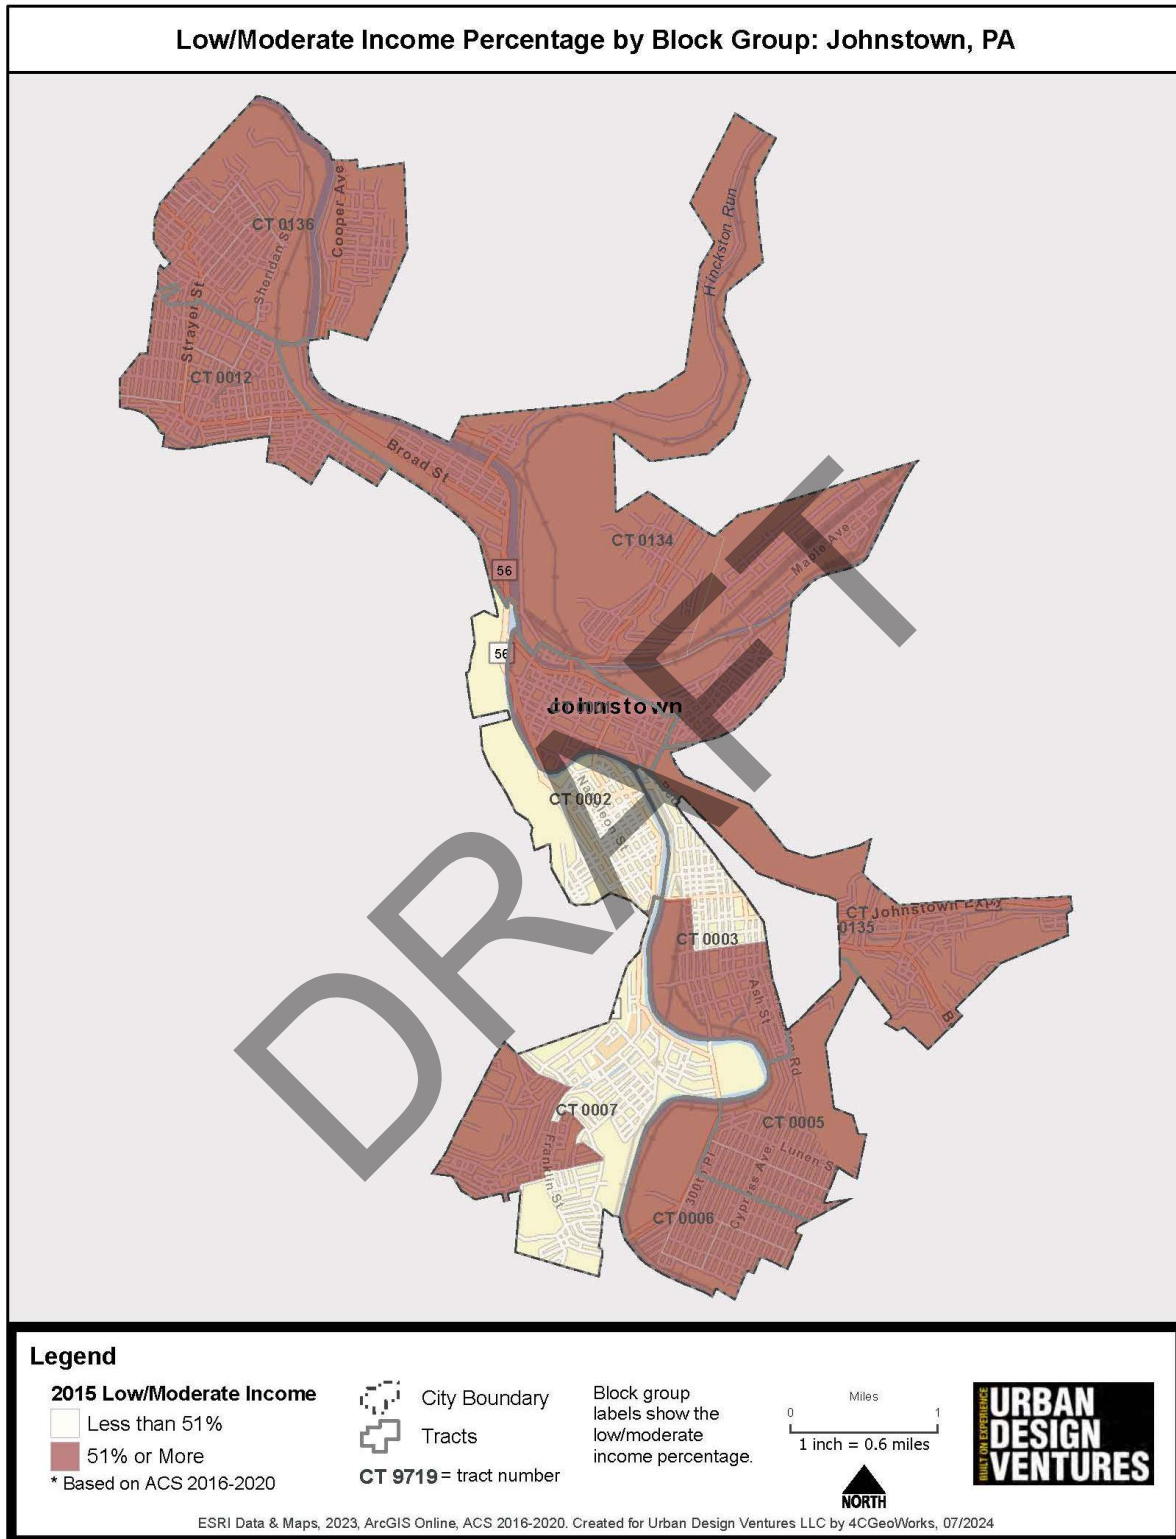 Low/Moderate Income Percentage by Block Group: Johnstown, PA
Hinckston Run
Cooper Ave
CT 0136
Sheridan St
Strayer St
CT 0012
Broad St
CT 0134
Maple Ave
56
56
Johnstown
CT 0002
Napoleon St
CT Johnstown Expy
0135
CT 0003
Ash St
Rd
CT 0007
CT 0005
Lunen S
Franklin St
300th Pl
Cypress Ave
CT 0006
DRAFT
Legend
2015 Low/Moderate Income
Less than 51%
51% or More
* Based on ACS 2016-2020
City Boundary
Tracts
CT 9719 = tract number
Block group
labels show the
low/moderate
income percentage.
Miles
0 1
1 inch = 0.6 miles
NORTH
BUILT ON EXPERIENCE
URBAN
DESIGN
VENTURES
ESRI Data & Maps, 2023, ArcGIS Online, ACS 2016-2020. Created for Urban Design Ventures LLC by 4CGeoWorks, 07/2024